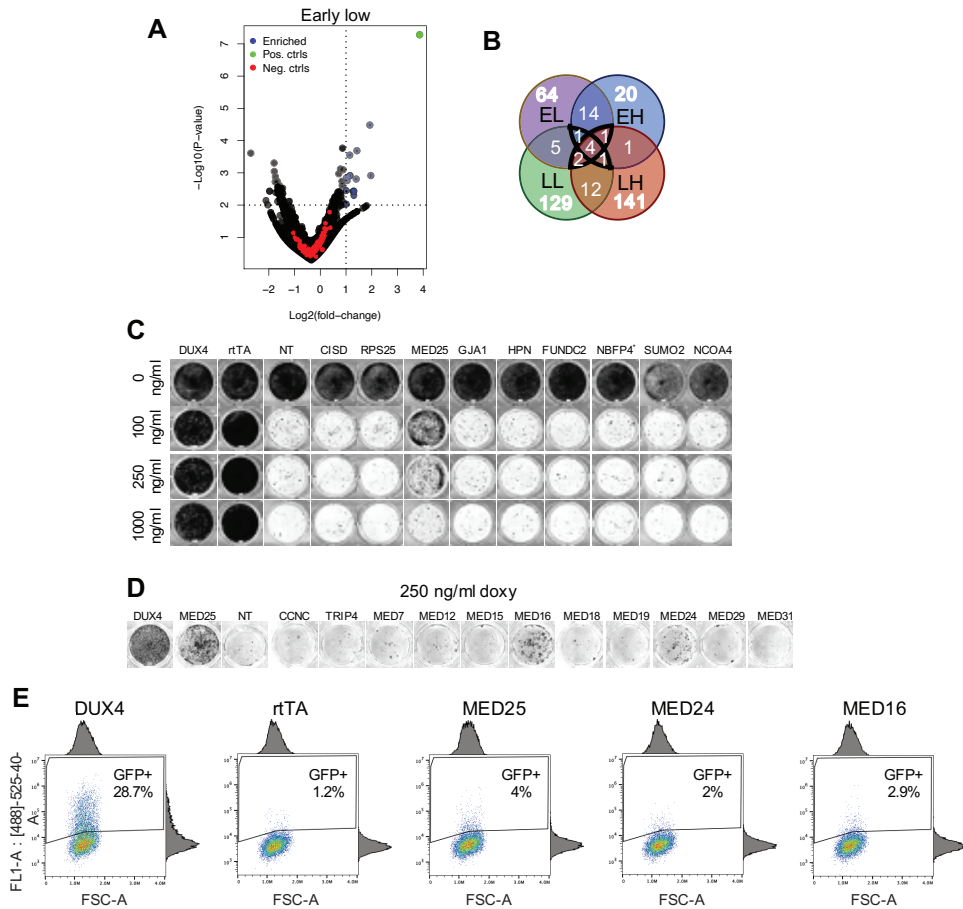 A
Early low
Enriched
Pos. ctrls
Neg. ctrls
−Log10(P-value)
7
6
5
4
3
2
1
−2 −1 0 1 2 3 4
Log2(fold−change)
B
64 20
EL 14 EH
1 1
5 4 1
2 1
LL 12 LH
129 141
C
DUX4 rtTA NT CISD RPS25 MED25 GJA1 HPN FUNDC2 NBFP4* SUMO2 NCOA4
0 ng/ml
100 ng/ml
250 ng/ml
1000 ng/ml
D
250 ng/ml doxy
DUX4 MED25 NT CCNC TRIP4 MED7 MED12 MED15 MED16 MED18 MED19 MED24 MED29 MED31
E
DUX4 rtTA MED25 MED24 MED16
FL1-A : [488]-525-40-A
GFP+ GFP+ GFP+ GFP+ GFP+
28.7% 1.2% 4% 2% 2.9%
FSC-A FSC-A FSC-A FSC-A FSC-A